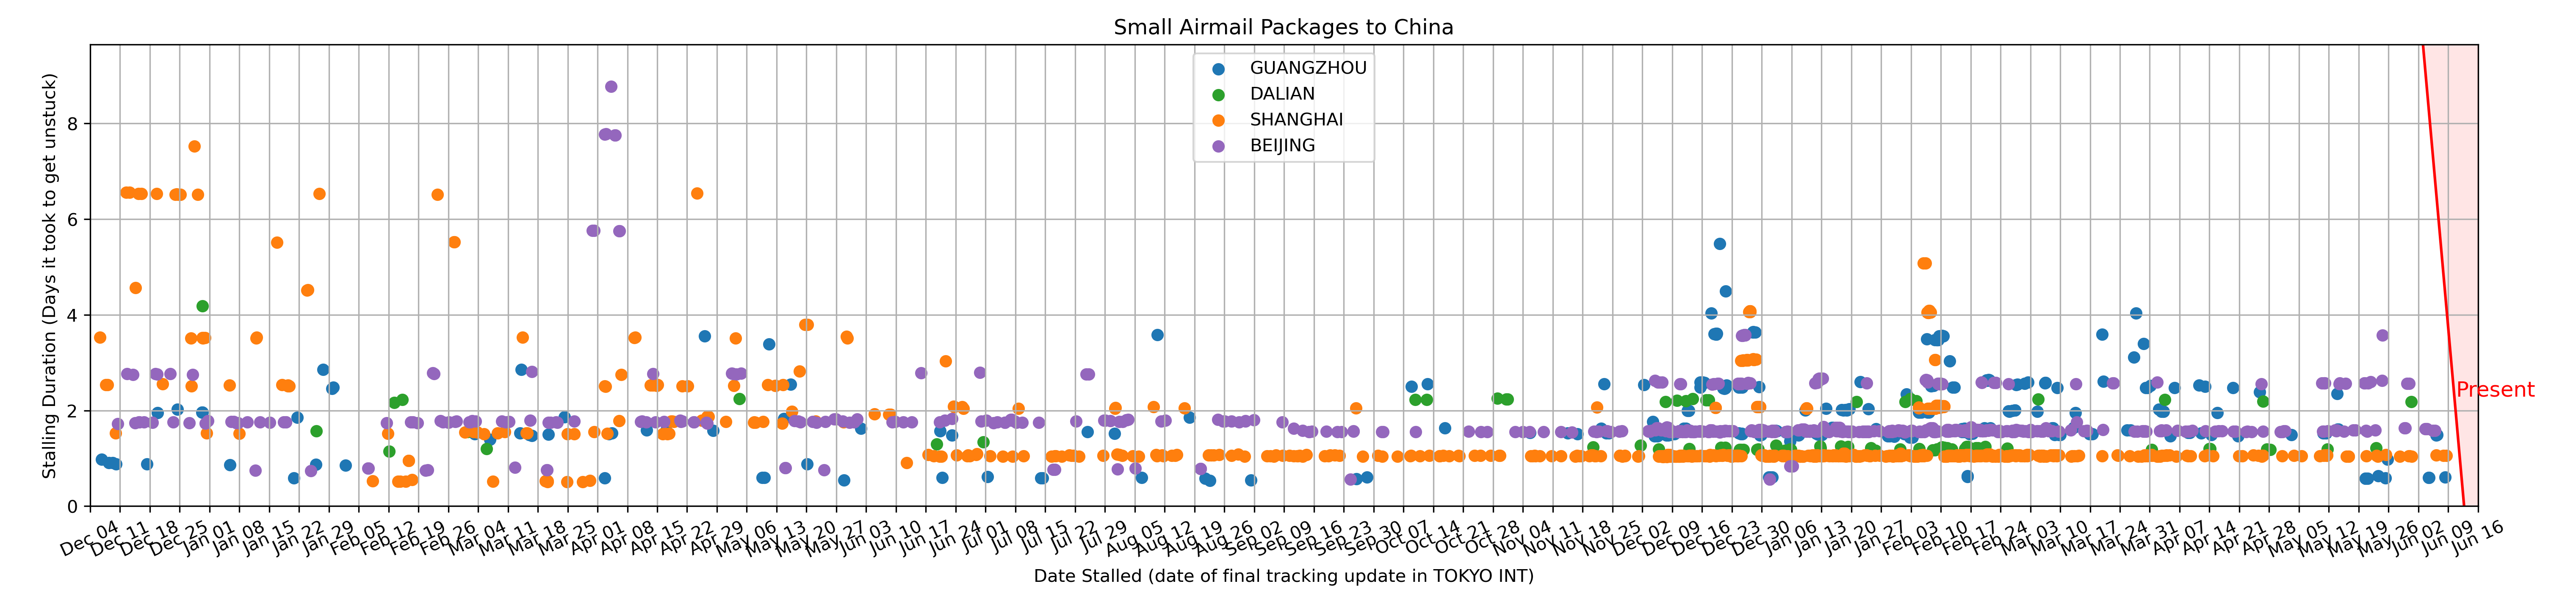 Small Airmail Packages to China
Stalling Duration (Days it took to get unstuck)
8
6
4
2
0
GUANGZHOU
DALIAN
SHANGHAI
BEIJING
Present
Dec 04 Dec 11 Dec 18 Dec 25 Jan 01 Jan 08 Jan 15 Jan 22 Jan 29 Feb 05 Feb 12 Feb 19 Feb 26 Mar 04 Mar 11 Mar 18 Mar 25 Apr 01 Apr 08 Apr 15 Apr 22 Apr 29 May 06 May 13 May 20 May 27 Jun 03 Jun 10 Jun 17 Jun 24 Jul 01 Jul 08 Jul 15 Jul 22 Jul 29 Aug 05 Aug 12 Aug 19 Aug 26 Sep 02 Sep 09 Sep 16 Sep 23 Sep 30 Oct 07 Oct 14 Oct 21 Oct 28 Nov 04 Nov 11 Nov 18 Nov 25 Dec 02 Dec 09 Dec 16 Dec 23 Dec 30 Jan 06 Jan 13 Jan 20 Jan 27 Feb 03 Feb 10 Feb 17 Feb 24 Mar 03 Mar 10 Mar 17 Mar 24 Mar 31 Apr 07 Apr 14 Apr 21 Apr 28 May 05 May 12 May 19 May 26 Jun 02 Jun 09 Jun 16
Date Stalled (date of final tracking update in TOKYO INT)